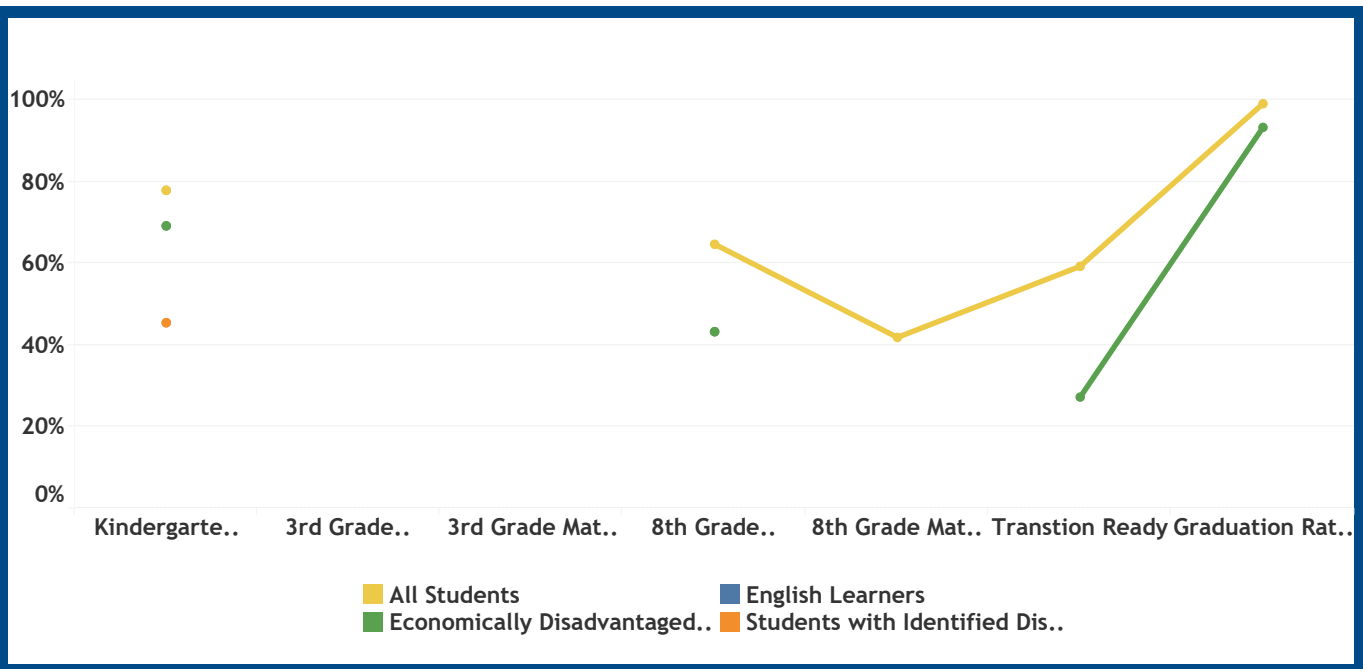 100%
80%
60%
40%
20%
0%
Kindergarte.. 3rd Grade.. 3rd Grade Mat.. 8th Grade.. 8th Grade Mat.. Transtion Ready Graduation Rat..
All Students English Learners
Economically Disadvantaged.. Students with Identified Dis..